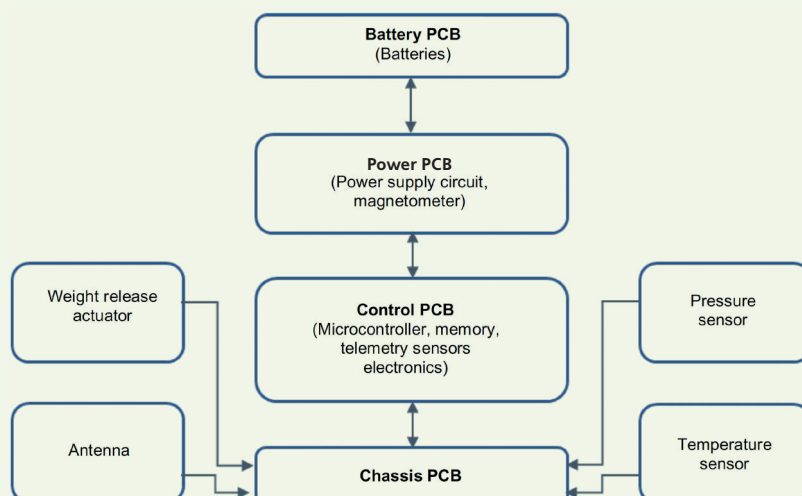 Battery PCB
(Batteries)
Power PCB
(Power supply circuit,
magnetometer)
Weight release
actuator
Control PCB
(Microcontroller, memory,
telemetry sensors
electronics)
Pressure
sensor
Antenna
Chassis PCB
Temperature
sensor